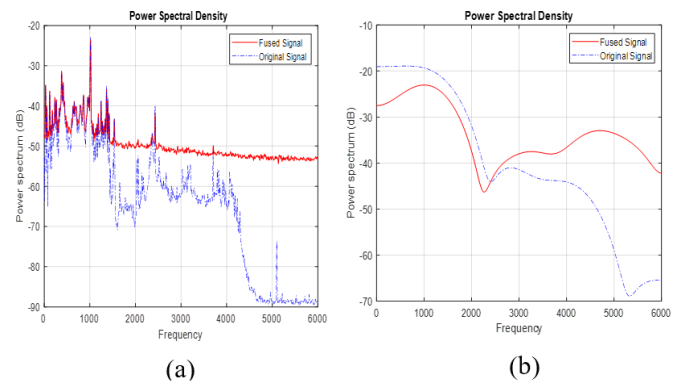 Power Spectral Density
Fused Signal
Original Signal
-20
-30
-40
-50
-60
-70
-80
-90
Power spectrum (dB)
0 1000 2000 3000 4000 5000 6000
Frequency
(a)
Power Spectral Density
Fused Signal
Original Signal
-10
-20
-30
-40
-50
-60
-70
Power spectrum (dB)
0 1000 2000 3000 4000 5000 6000
Frequency
(b)